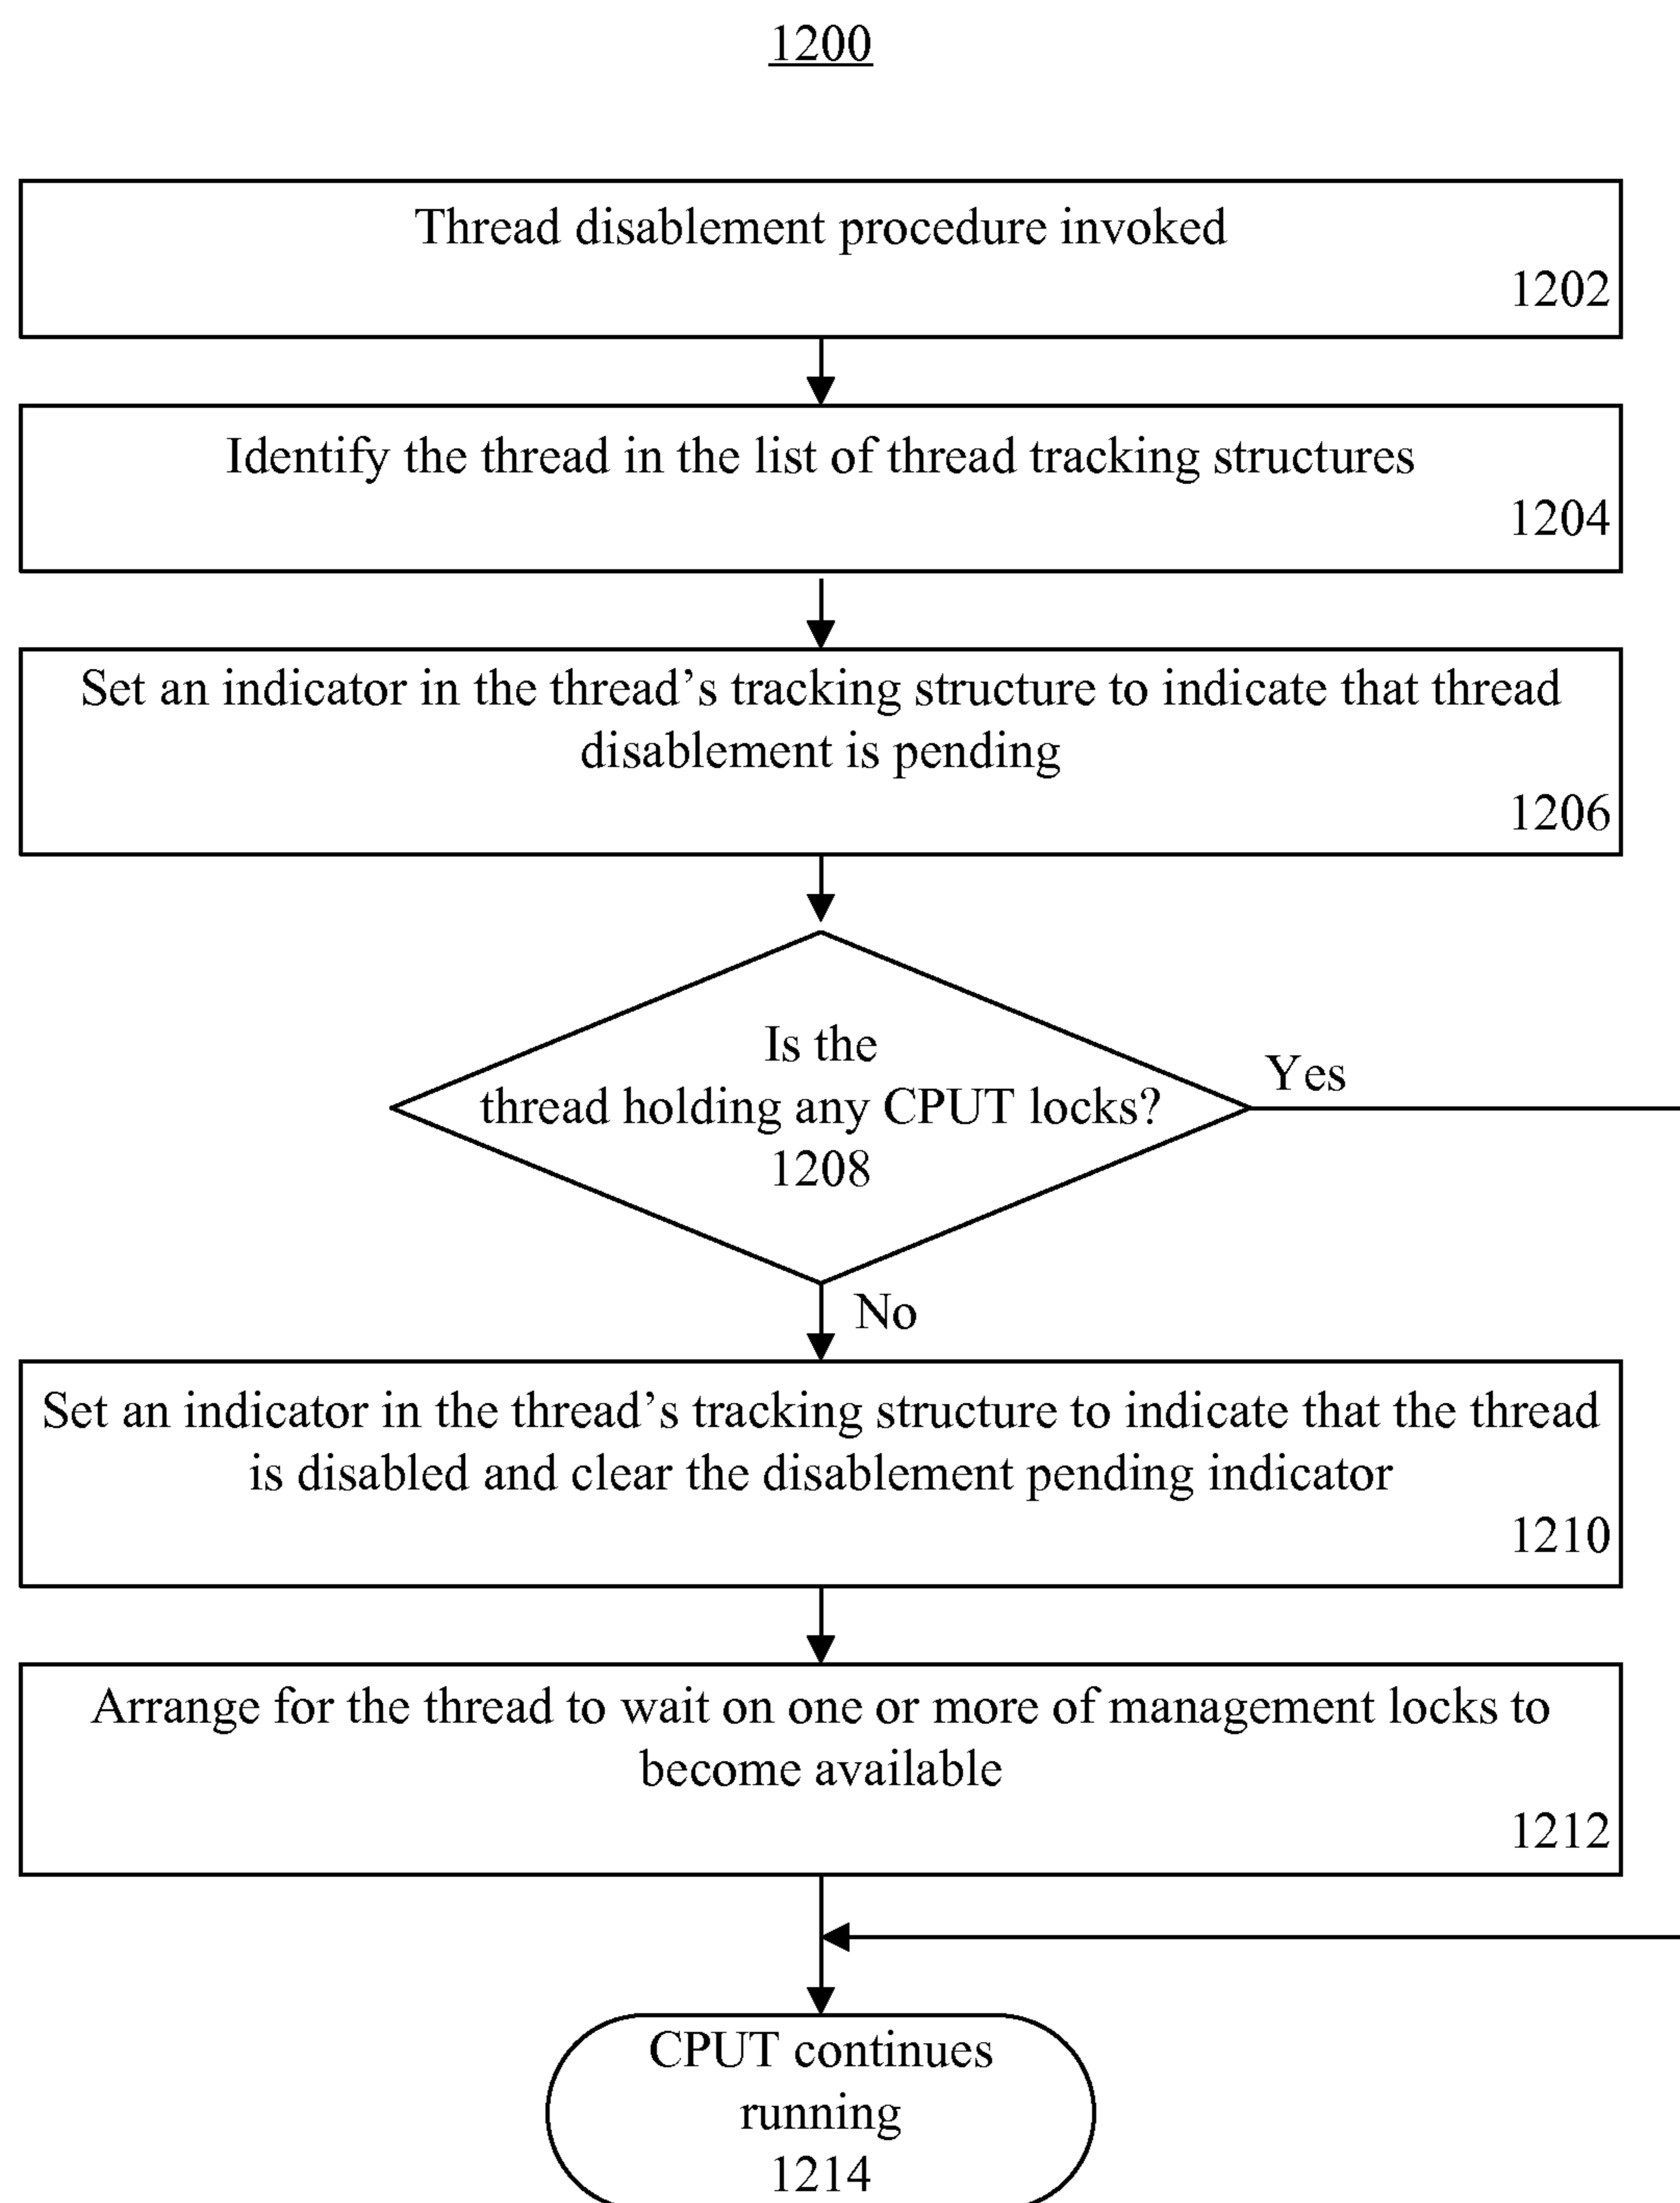 1200
Thread disablement procedure invoked
1202
Identify the thread in the list of thread tracking structures
1204
Set an indicator in the thread's tracking structure to indicate that thread
disablement is pending
1206
Is the
thread holding any CPUT locks?
1208
Yes
No
Set an indicator in the thread's tracking structure to indicate that the thread
is disabled and clear the disablement pending indicator
1210
Arrange for the thread to wait on one or more of management locks to
become available
1212
CPUT continues
running
1214